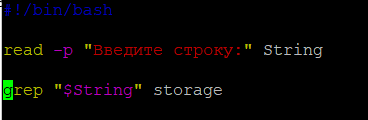 #!/bin/bash
read -p "Введите строку:" String
grep "$String" storage